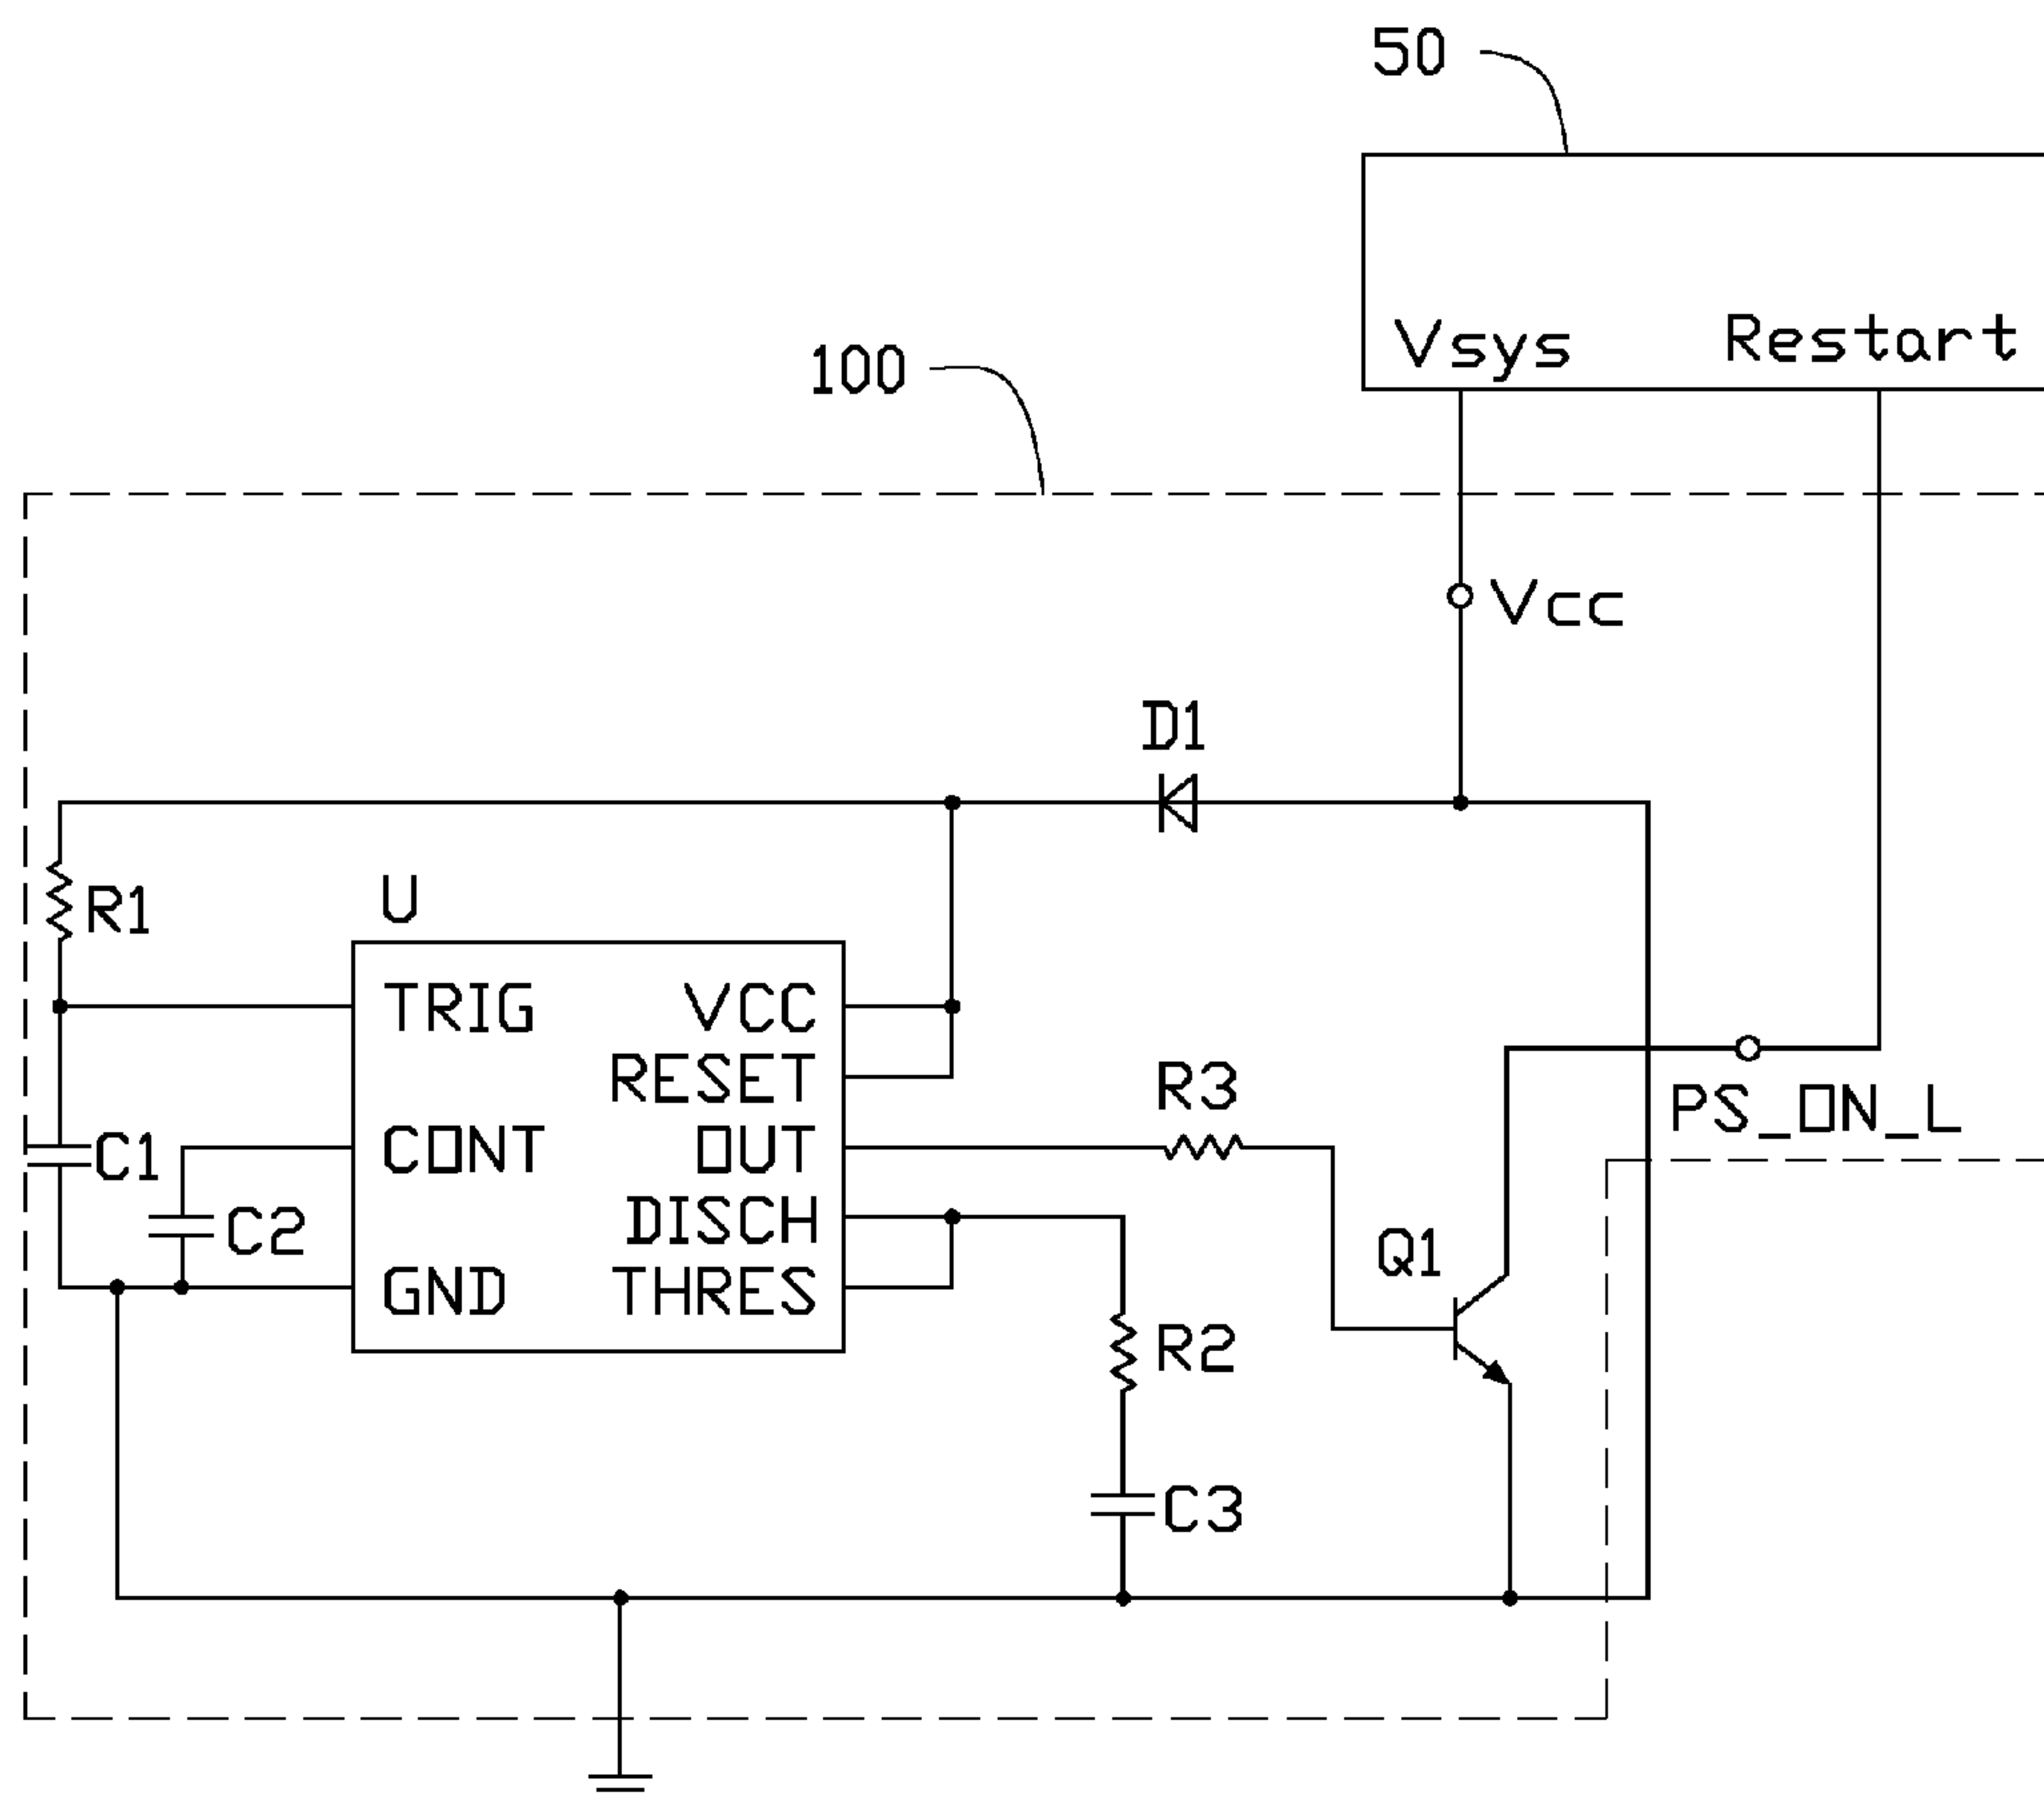 50
Vsys Restart
100
Vcc
D1
R1
U
TRIG VCC
RESET
R3
PS_ON_L
C1
CONT OUT
C2
DISCH
Q1
GND THRES
R2
C3